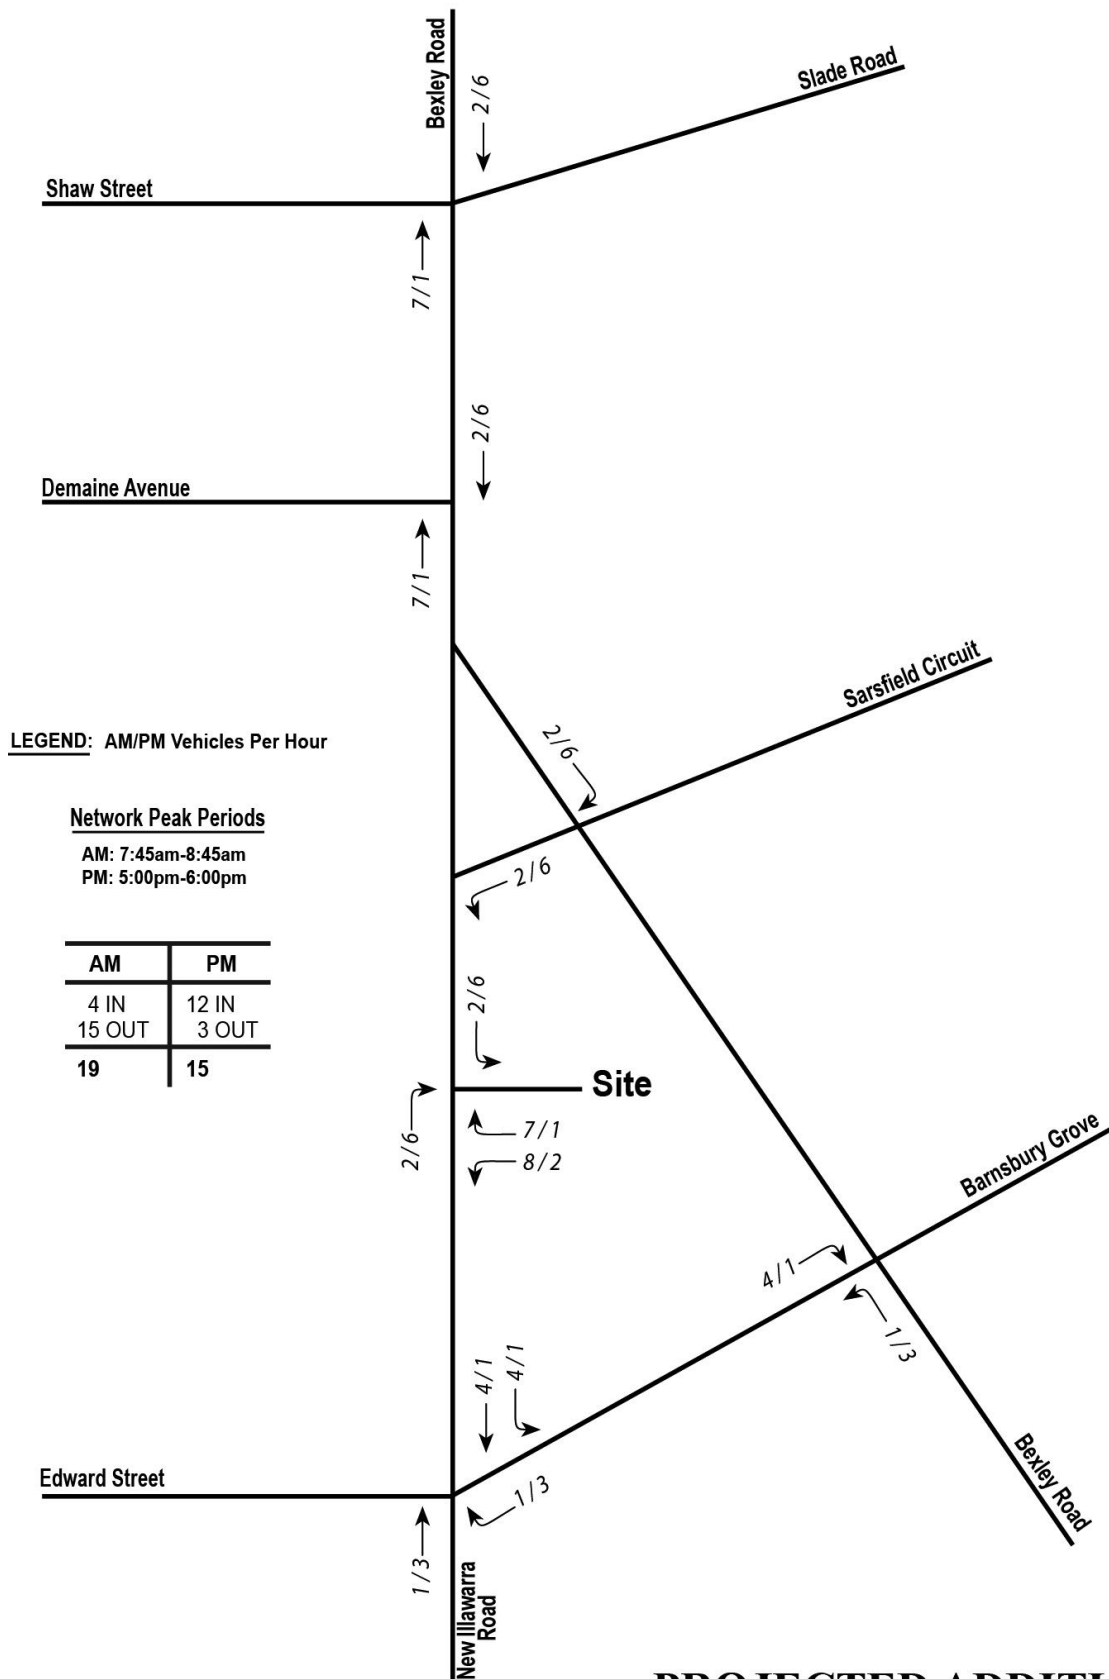 Bexley Road
2/6
Slade Road
Shaw Street
7/1
2/6
Demaine Avenue
7/1
Sarsfield Circuit
2/6
LEGEND: AM/PM Vehicles Per Hour
Network Peak Periods
AM: 7:45am-8:45am
PM: 5:00pm-6:00pm
2/6
AM PM
4 IN 12 IN
15 OUT 3 OUT
19 15
2/6
Site
2/6
7/1
8/2
Barnsbury Grove
4/1
1/3
4/1
4/1
Bexley Road
Edward Street
1/3
1/3
New Illawarra
Road